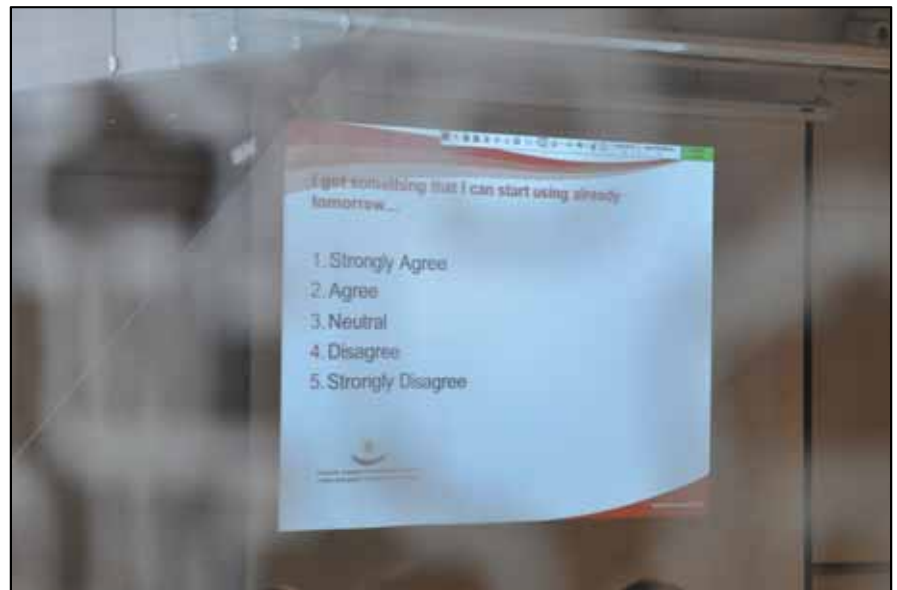 I got something that I can start using already
tomorrow...
1. Strongly Agree
2. Agree
3. Neutral
4. Disagree
5. Strongly Disagree